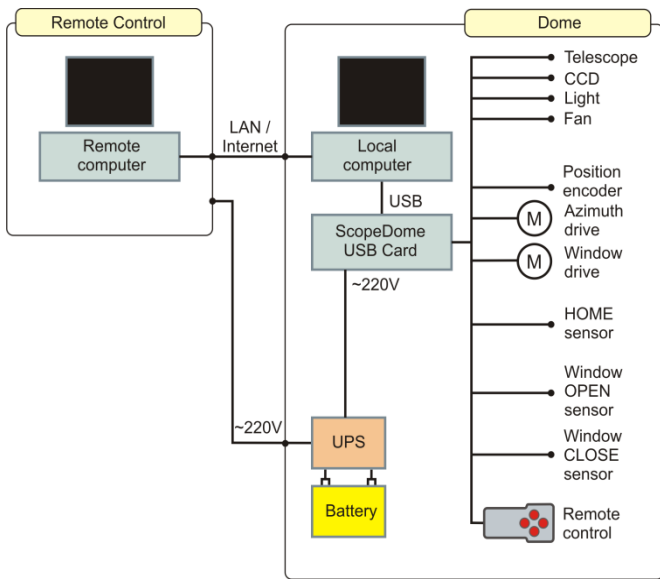 Remote Control
Dome
Remote
computer
LAN /
Internet
Local
computer
USB
ScopeDome
USB Card
~220V
~220V
UPS
Battery
Telescope
CCD
Light
Fan
Position
encoder
M
Azimuth
drive
M
Window
drive
HOME
sensor
Window
OPEN
sensor
Window
CLOSE
sensor
Remote
control